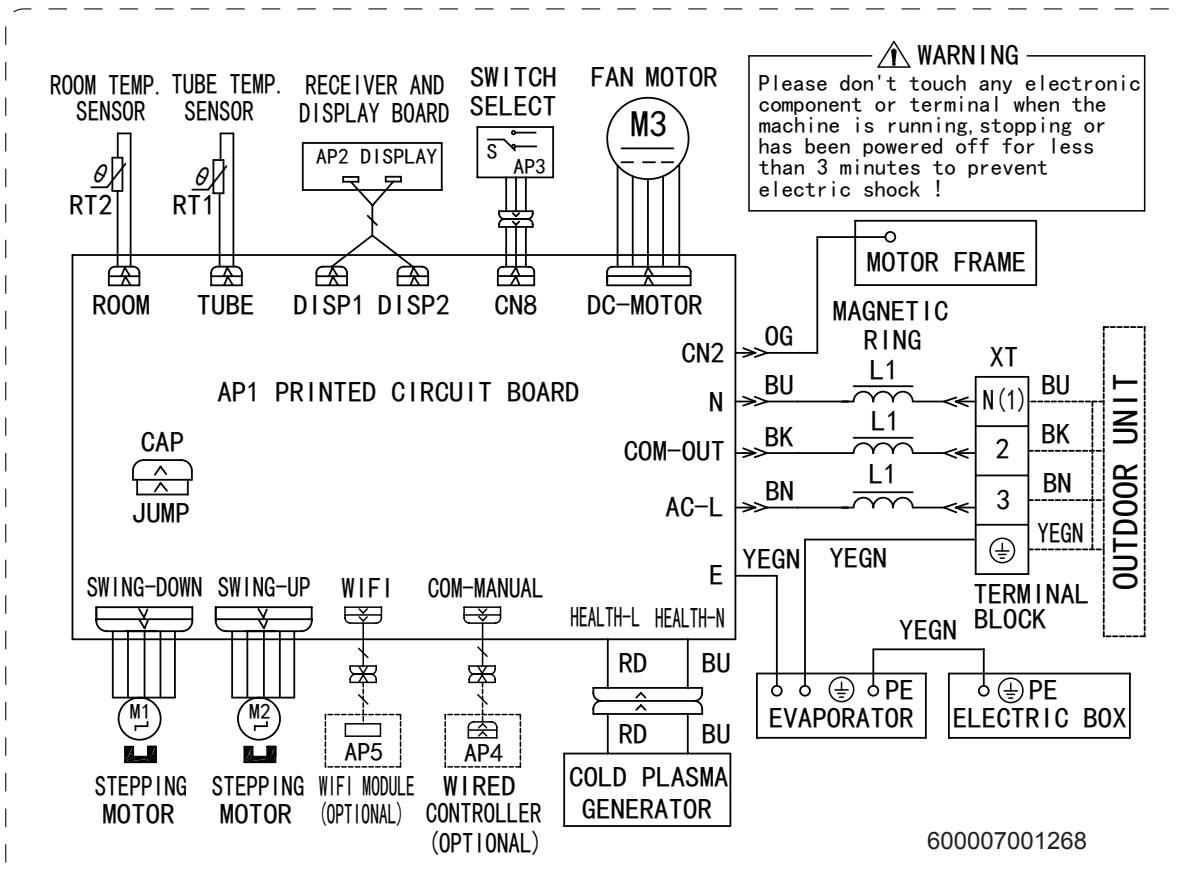 ROOM TEMP.
SENSOR
TUBE TEMP.
SENSOR
RECEIVER AND
DISPLAY BOARD
SWITCH
SELECT
FAN MOTOR
WARNING
Please don't touch any electronic
component or terminal when the
machine is running,stopping or
has been powered off for less
than 3 minutes to prevent
electric shock !
AP2 DISPLAY
S
AP3
M3
θ
RT2
θ
RT1
MOTOR FRAME
ROOM
TUBE
DISP1
DISP2
CN8
DC-MOTOR
MAGNETIC
RING
CN2
OG
XT
AP1 PRINTED CIRCUIT BOARD
N
BU
L1
N(1)
BU
COM-OUT
BK
L1
2
BK
AC-L
BN
L1
3
BN
YEGN
OUTDOOR UNIT
CAP
JUMP
E
YEGN
YEGN
TERMINAL
BLOCK
SWING-DOWN
SWING-UP
WIFI
COM-MANUAL
HEALTH-L
HEALTH-N
YEGN
RD
BU
PE
EVAPORATOR
PE
ELECTRIC BOX
M1
M2
AP5
AP4
RD
BU
STEPPING
MOTOR
STEPPING
MOTOR
WIFI MODULE
(OPTIONAL)
WIRED
CONTROLLER
(OPTIONAL)
COLD PLASMA
GENERATOR
600007001268